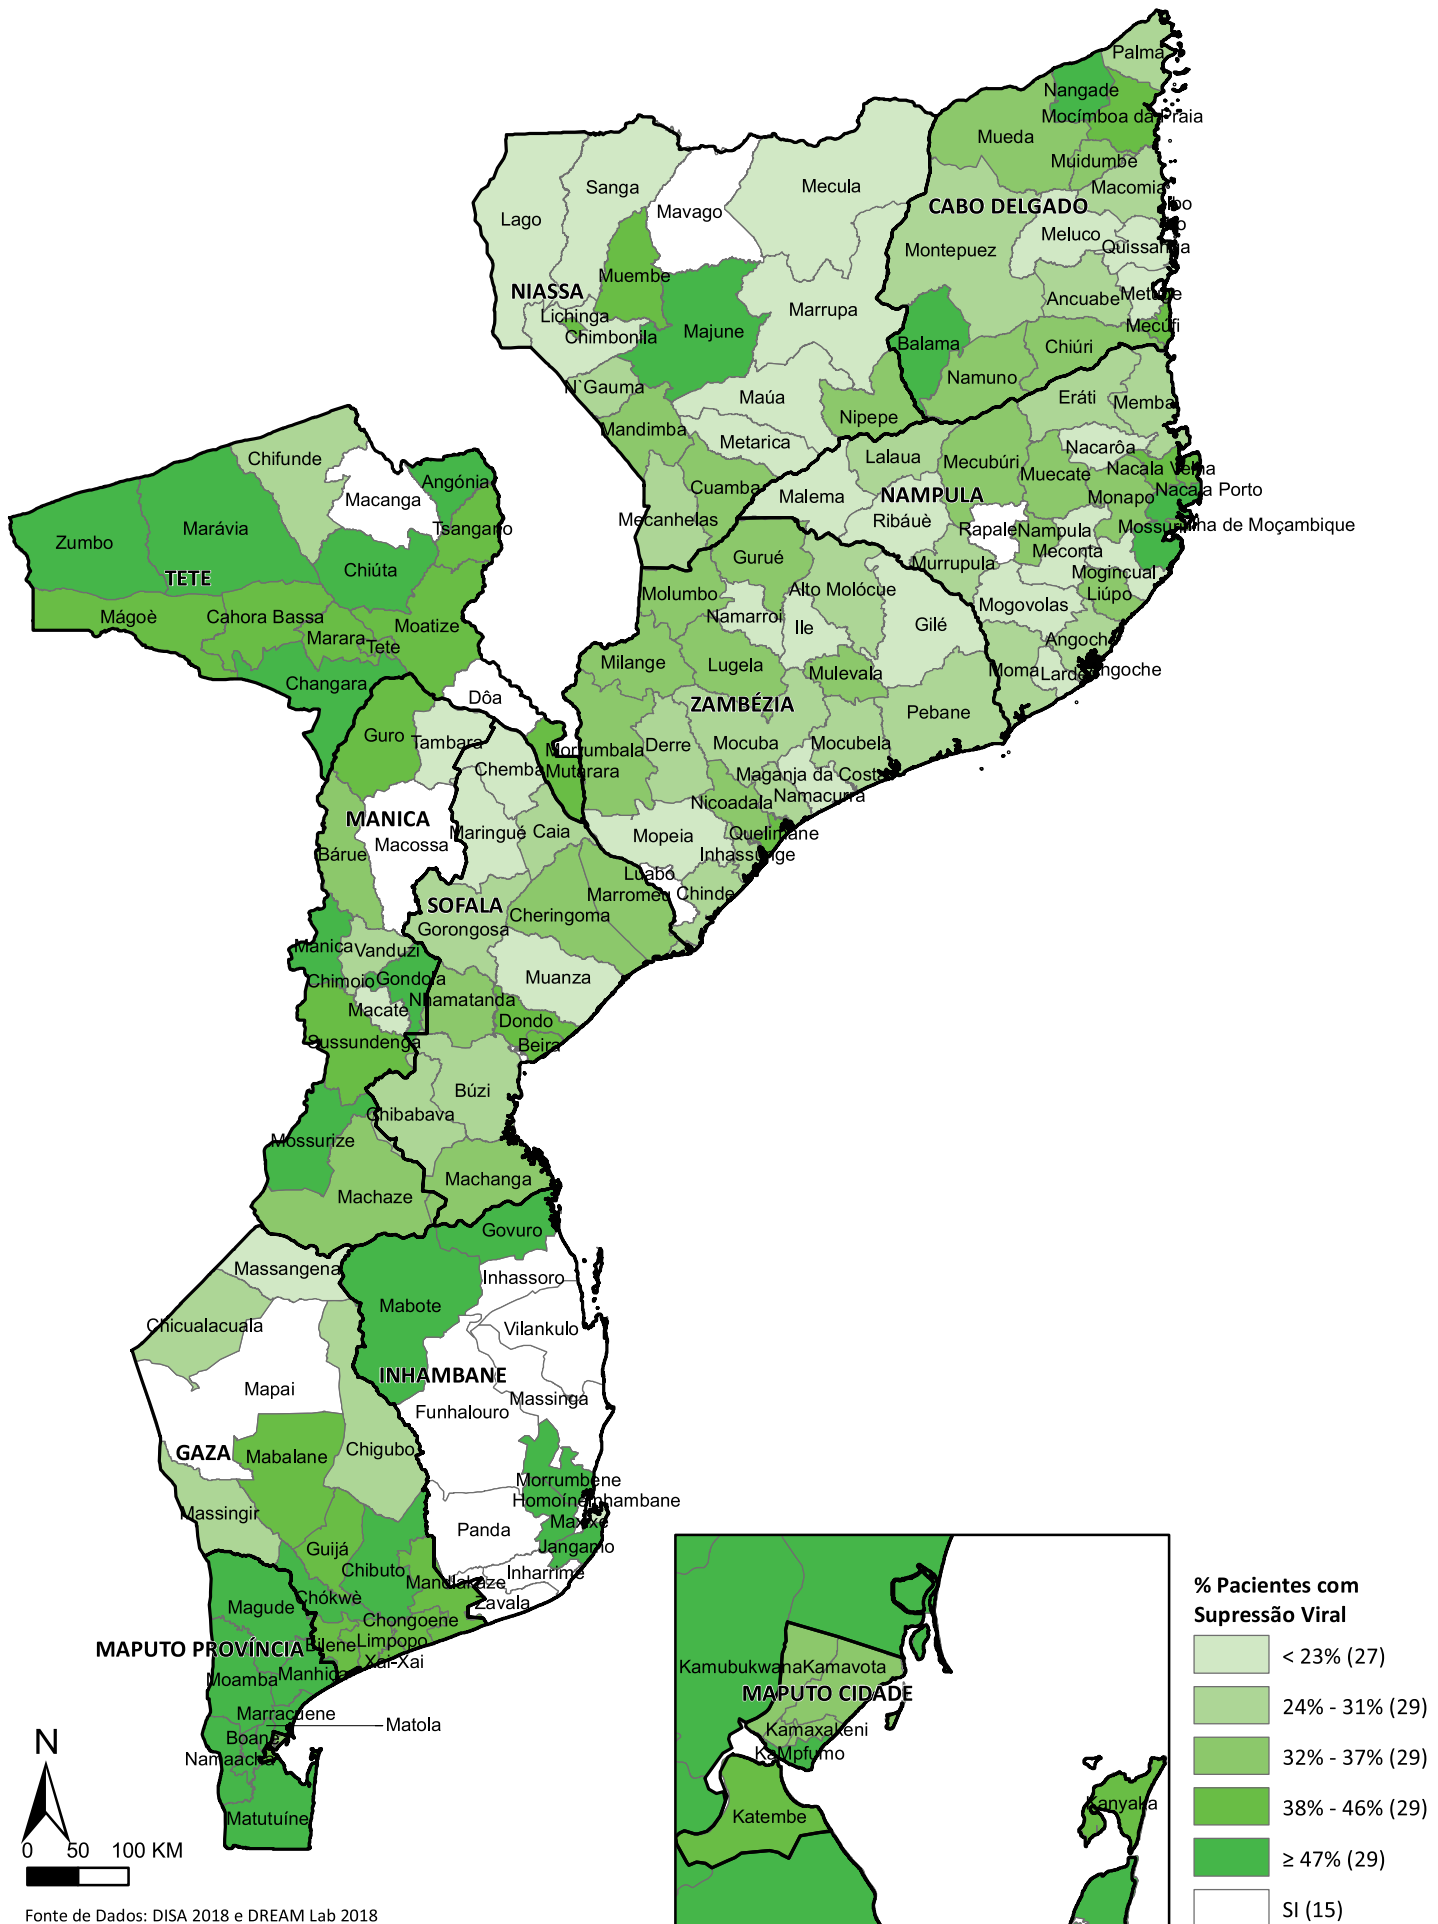 Palma
Nangade
Mocímboa da Praia
Mueda
Muidumbe
Macomia
CABO DELGADO
Meluco
Quissanga
Montepuez
Ancuabe
Metuge
Mecúfi
Balama
Chiúri
Namuno
Sanga
Mavago
Mecula
Lago
Muembe
NIASSA
Lichinga
Chimbonila
Majune
Marrupa
N`Gauma
Maúa
Nipepe
Mandimba
Metarica
Cuamba
Mecanhelas
Eráti
Memba
Nacarôa
Lalaua
Mecubúri
Muecate
Nacala Velha
Malema
NAMPULA
Monapo
Nacala Porto
Ribáuè
Rapale
Nampula
Mossuril
Ilha de Moçambique
Meconta
Murrupula
Mogincual
Mogovolas
Liúpo
Angoche
Moma
Larde
Angoche
Chifunde
Macanga
Angónia
Tsangano
Zumbo
Marávia
Chiúta
TETE
Mágoè
Cahora Bassa
Marara
Tete
Moatize
Changara
Dôa
Mutarara
Gurué
Molumbo
Alto Molócue
Namarroi
Ile
Gilé
Milange
Lugela
Mulevala
ZAMBÉZIA
Pebane
Morrumbala
Derre
Mocuba
Mocubela
Maganja da Costa
Nicoadala
Namacurra
Mopeia
Quelimane
Inhassunge
Luabo
Chinde
Guro
Tambara
MANICA
Macossa
Bárue
Manica
Vanduzi
Chimoio
Gondola
Macate
Sussundenga
Mossurize
Machaze
Chemba
Maringué
Caia
Marromeu
SOFALA
Cheringoma
Gorongosa
Muanza
Nhamatanda
Dondo
Beira
Búzi
Chibabava
Machanga
Govuro
Inhassoro
Mabote
Vilankulo
INHAMBANE
Massinga
Funhalouro
Morrumbene
Homoíne
Inhambane
Maxixe
Panda
Jangamo
Inharrime
Zavala
Massangena
Chicualacuala
Mapai
GAZA
Mabalane
Chigubo
Massingir
Guijá
Chibuto
Mandlakaze
Chókwè
Chongoene
Bilene
Limpopo
Xai-Xai
Magude
MAPUTO PROVÍNCIA
Moamba
Manhiça
Marracuene
Matola
Boane
Namaacha
Matutuíne
Kamubukwana
Kamavota
MAPUTO CIDADE
Kamaxakeni
KaMpfumo
Katembe
Kanyaka
% Pacientes com
Supressão Viral
< 23% (27)
24% - 31% (29)
32% - 37% (29)
38% - 46% (29)
≥ 47% (29)
SI (15)
N
0 50 100 KM
Fonte de Dados: DISA 2018 e DREAM Lab 2018